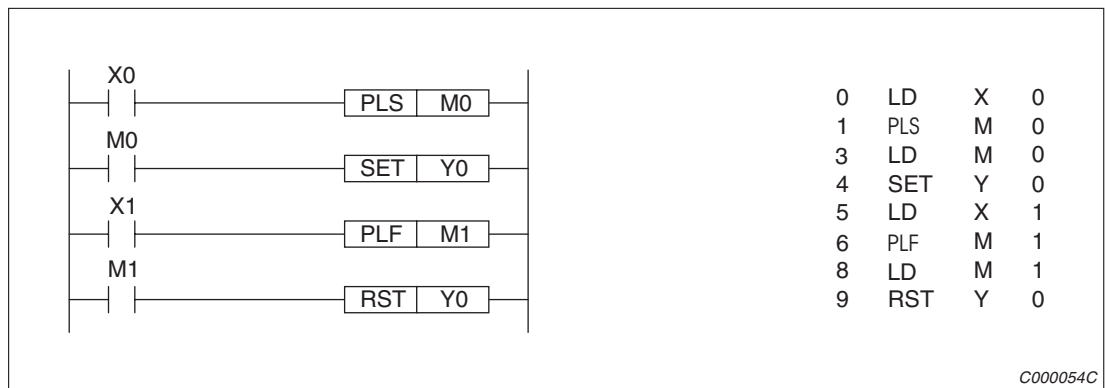 X0
PLS M0
M0
SET Y0
X1
PLF M1
M1
RST Y0
0 LD X 0
1 PLS M 0
3 LD M 0
4 SET Y 0
5 LD X 1
6 PLF M 1
8 LD M 1
9 RST Y 0
C000054C